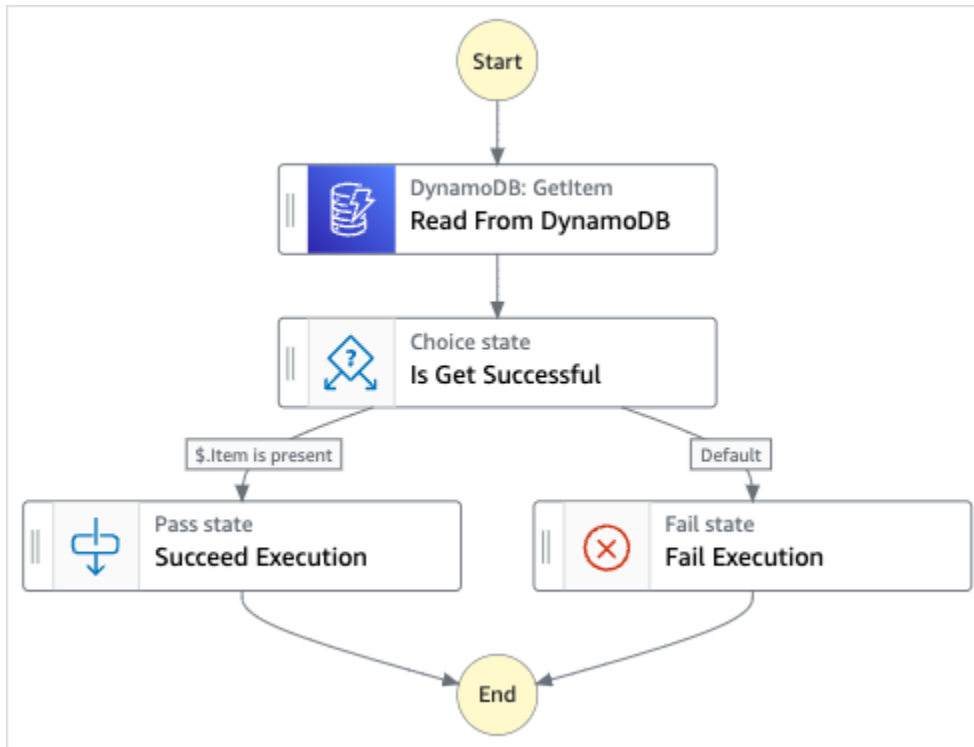 Start
DynamoDB: GetItem
Read From DynamoDB
Choice state
Is Get Successful
?
$.Item is present
Default
Pass state
Succeed Execution
Fail state
Fail Execution
End